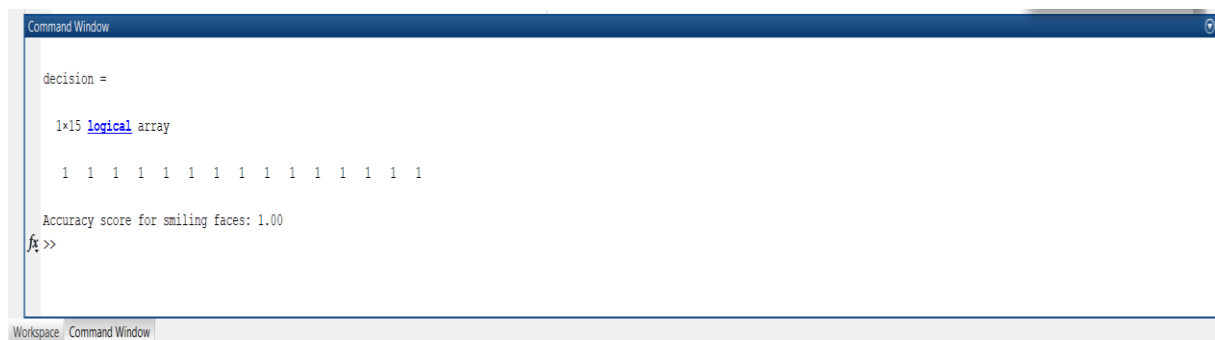 Command Window
decision =
1×15 logical array
1 1 1 1 1 1 1 1 1 1 1 1 1 1 1
Accuracy score for smiling faces: 1.00
fx >>
Workspace Command Window